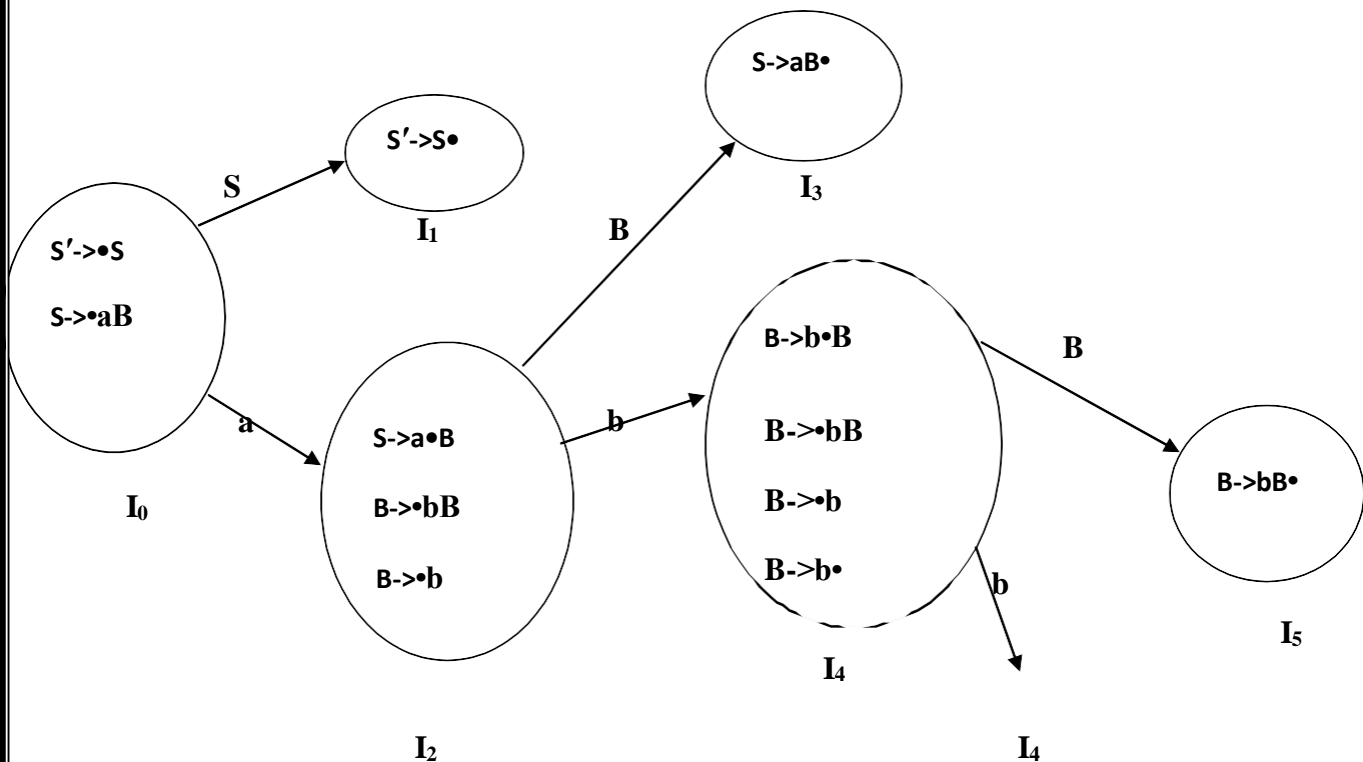 S->aB•
S′->S●
I3
S
I1
B
S′->●S
S->•aB
B->b•B
B
a
S->a●B
b
B->•bB
B->bB•
I0
B->•bB
B->•b
B->•b
B->b•
b
I4
I5
I2
I4